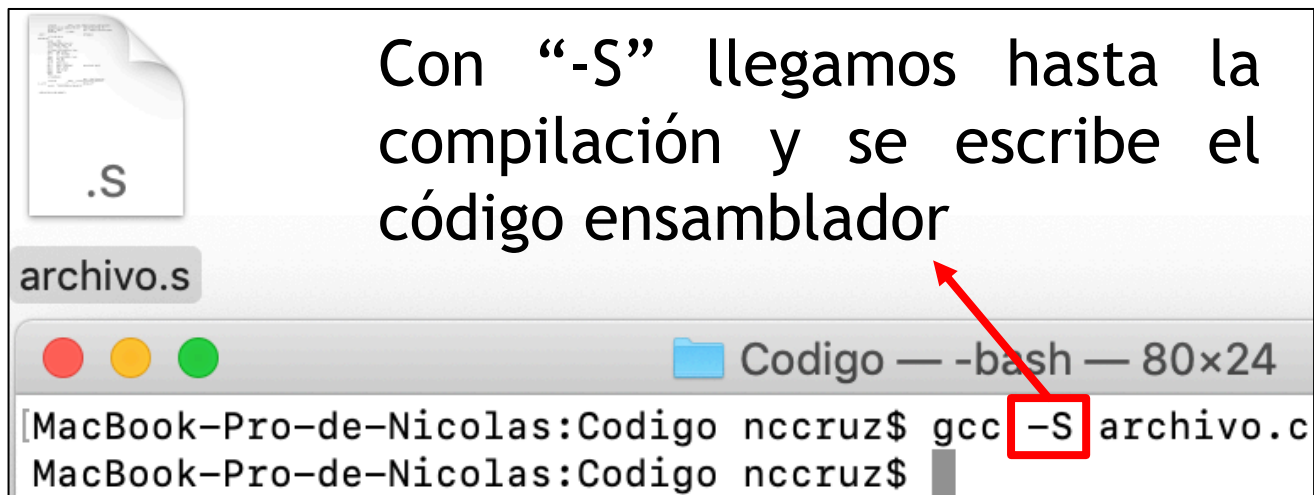 Con “-S” llegamos hasta la
compilación y se escribe el
código ensamblador
.S
archivo.s
Codigo — -bash — 80×24
[MacBook-Pro-de-Nicolas:Codigo nccruz$ gcc -S archivo.c
MacBook-Pro-de-Nicolas:Codigo nccruz$